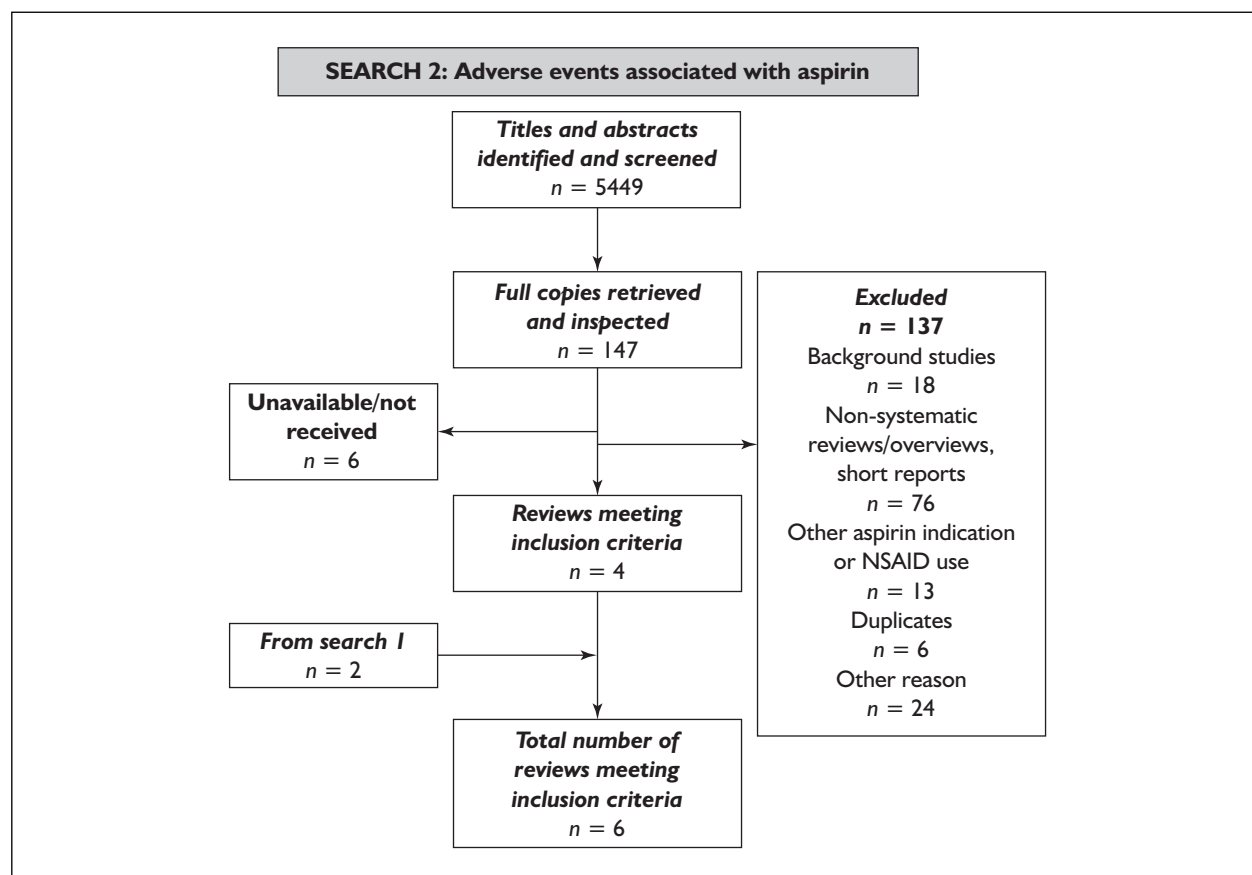 SEARCH 2: Adverse events associated with aspirin
Titles and abstracts
identified and screened
n = 5449
Full copies retrieved
and inspected
n = 147
Unavailable/not
received
n = 6
Excluded
n = 137
Background studies
n = 18
Non-systematic
reviews/overviews,
short reports
n = 76
Other aspirin indication
or NSAID use
n = 13
Duplicates
n = 6
Other reason
n = 24
Reviews meeting
inclusion criteria
n = 4
From search 1
n = 2
Total number of
reviews meeting
inclusion criteria
n = 6